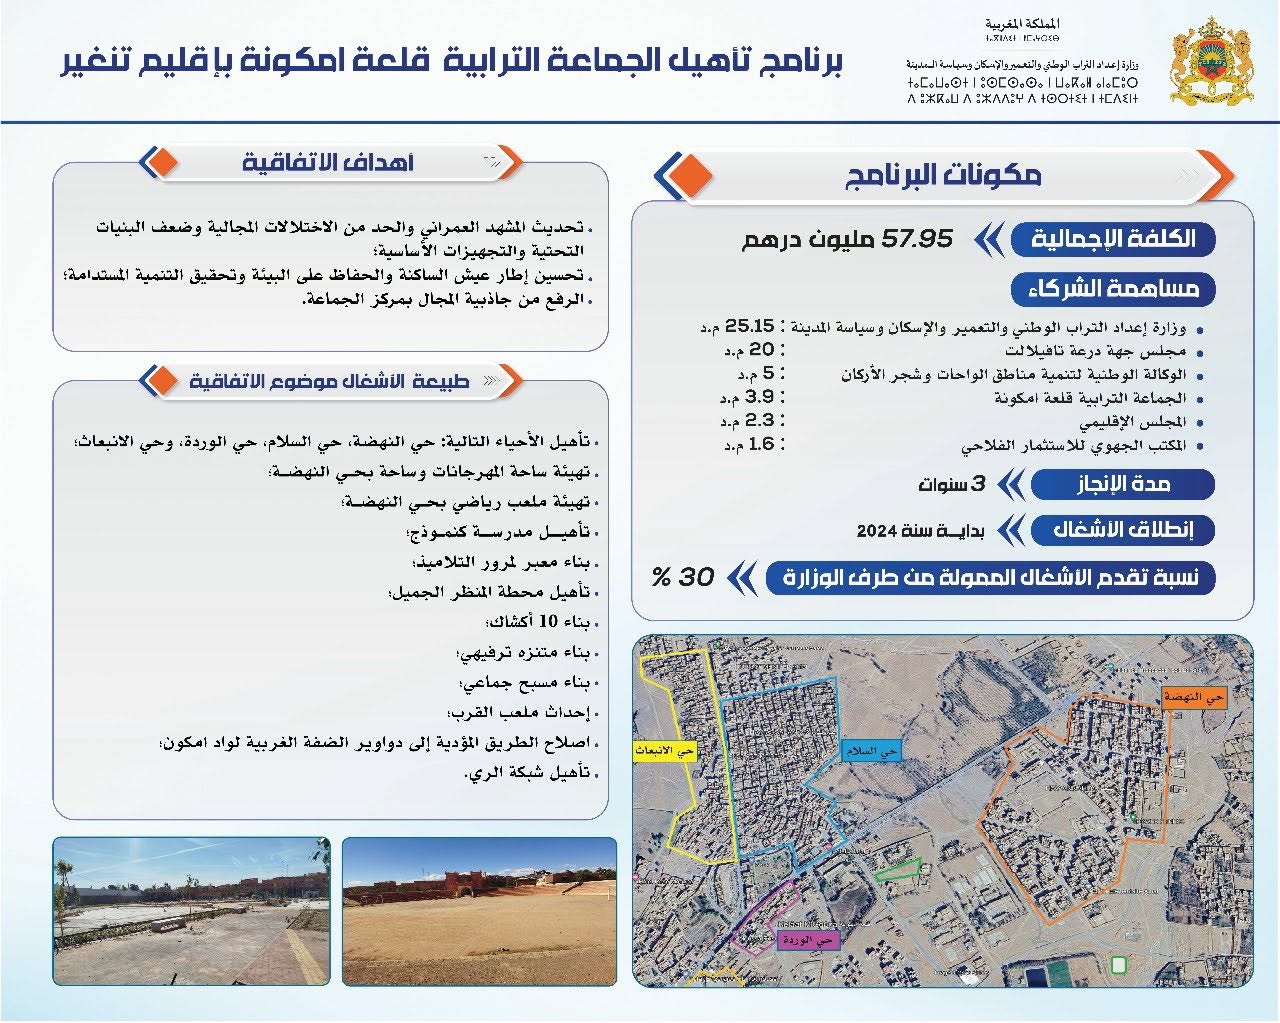 المملكة المغربية
ⵜⴰⴳⵍⴷⵉⵜ ⵏ ⵍⵎⵖⵔⵉⴱ
وزارة إعداد التراب الوطني والتعمير والإسكان وسياسة المدينة
برنامج تأهيل الجماعة الترابية قلعة امكونة بإقليم تنغير
مكونات البرنامج
الكلفة الإجمالية
57.95 مليون درهم
مساهمة الشركاء
• وزارة إعداد التراب الوطني والتعمير والإسكان وسياسة المدينة : 25.15 م.د
• مجلس جهة درعة تافيلالت : 20 م.د
• الوكالة الوطنية لتنمية مناطق الواحات وشجر الأركان : 5 م.د
• الجماعة الترابية قلعة امكونة : 3.9 م.د
• المجلس الإقليمي : 2.3 م.د
• المكتب الجهوي للاستثمار الفلاحي : 1.6 م.د
مدة الإنجاز
3 سنوات
إنطلاق الأشغال
بدايــة سنة 2024
نسبة تقدم الأشغال الممولة من طرف الوزارة
30 %
حي النهضة
حي السلام
حي الانبعاث
حي الوردة
أهداف الاتفاقية
• تحديث المشهد العمراني والحد من الاختلالات المجالية وضعف البنيات
التحتية والتجهيزات الأساسية؛
• تحسين إطار عيش الساكنة والحفاظ على البيئة وتحقيق التنمية المستدامة؛
• الرفع من جاذبية المجال بمركز الجماعة.
طبيعة الأشغال موضوع الاتفاقية
• تأهيل الأحياء التالية: حي النهضة، حي السلام، حي الوردة، وحي الانبعاث؛
• تهيئة ساحة المهرجانات وساحة بحـي النهضـة؛
• تهيئة ملعب رياضي بحـي النهضـة؛
• تأهيــل مدرســة كنمــوذج؛
• بناء معبر لمرور التلاميذ؛
• تأهيل محطة المنظر الجميل؛
• بناء 10 أكشاك؛
• بناء منتزه ترفيهي؛
• بناء مسبح جماعي؛
• إحداث ملعب القرب؛
• اصلاح الطريق المؤدية إلى دواوير الضفة الغربية لواد امكون؛
• تأهيل شبكة الري.